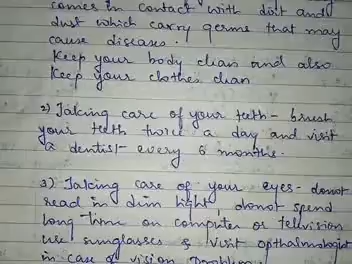 comes in contact with dirt and
dust which carry germs that may
cause diseases.
Keep your body clean and also
Keep your clothes clean
2) Taking care of your teeth - brush
your teeth twice a day and visit
a dentist - every 6 months.
3) Taking care of your eyes - donot
read in dim light, donot spend
long time on computer or television
use sunglasses & visit opthalmologist
in case of vision problem.